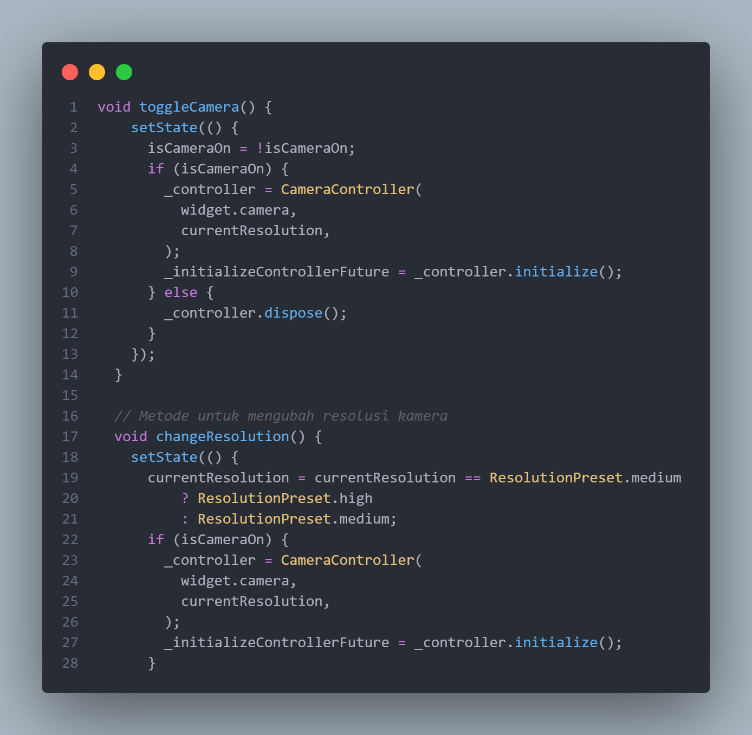 1 void toggleCamera() {
2 setState(() {
3 isCameraOn = !isCameraOn;
4 if (isCameraOn) {
5 _controller = CameraController(
6 widget.camera,
7 currentResolution,
8 );
9 _initializeControllerFuture = _controller.initialize();
10 } else {
11 _controller.dispose();
12 }
13 });
14 }
15
16 // Metode untuk mengubah resolusi kamera
17 void changeResolution() {
18 setState(() {
19 currentResolution = currentResolution == ResolutionPreset.medium
20 ? ResolutionPreset.high
21 : ResolutionPreset.medium;
22 if (isCameraOn) {
23 _controller = CameraController(
24 widget.camera,
25 currentResolution,
26 );
27 _initializeControllerFuture = _controller.initialize();
28 }